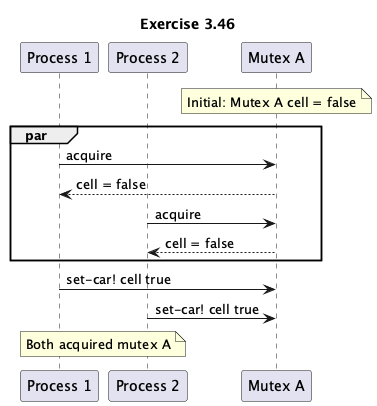 Exercise 3.46
Process 1
Process 2
Mutex A
Initial: Mutex A cell = false
par
acquire
cell = false
acquire
cell = false
set-car! cell true
set-car! cell true
Both acquired mutex A
Process 1
Process 2
Mutex A